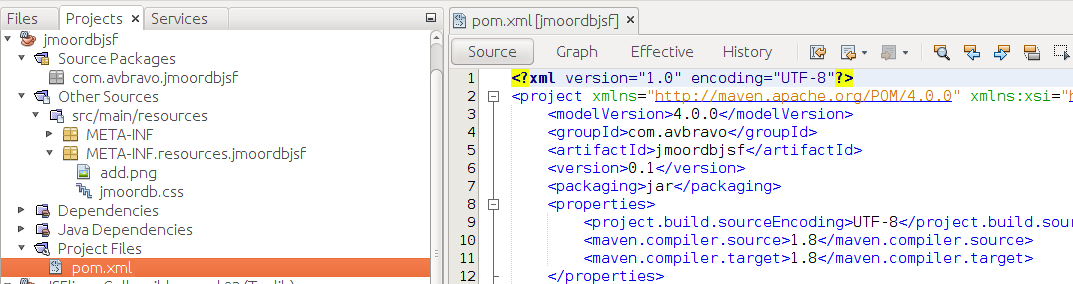 Files Projects × Services
jmoordbjsf
Source Packages
com.avbravo.jmoordbjsf
Other Sources
src/main/resources
META-INF
META-INF.resources.jmoordbjsf
add.png
jmoordb.css
Dependencies
Java Dependencies
Project Files
pom.xml
pom.xml [jmoordbjsf] ×
Source Graph Effective History
1 <?xml version="1.0" encoding="UTF-8"?>
2 <project xmlns="http://maven.apache.org/POM/4.0.0" xmlns:xsi="h
3 <modelVersion>4.0.0</modelVersion>
4 <groupId>com.avbravo</groupId>
5 <artifactId>jmoordbjsf</artifactId>
6 <version>0.1</version>
7 <packaging>jar</packaging>
8 <properties>
9 <project.build.sourceEncoding>UTF-8</project.build.sou
10 <maven.compiler.source>1.8</maven.compiler.source>
11 <maven.compiler.target>1.8</maven.compiler.target>
12 </properties>